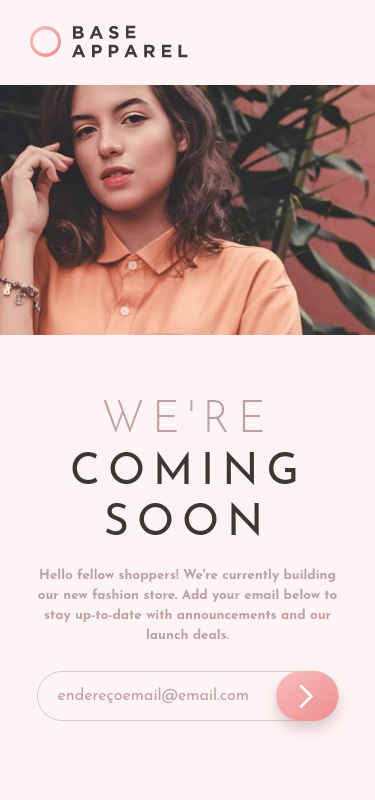 BASE
APPAREL
WE'RE
COMING
SOON
Hello fellow shoppers! We're currently building
our new fashion store. Add your email below to
stay up-to-date with announcements and our
launch deals.
endereçoemail@email.com